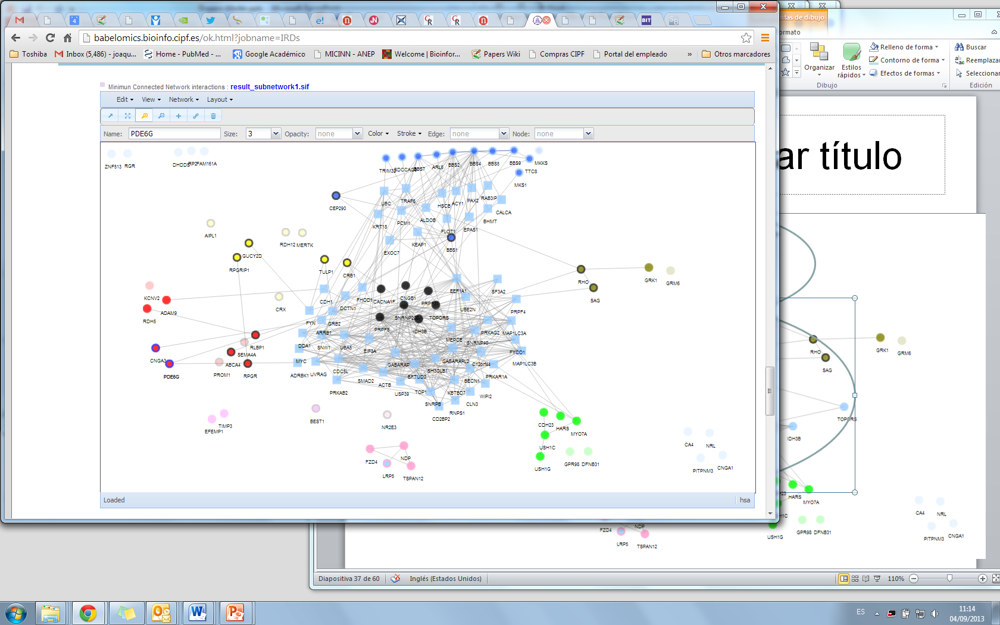 babelomics.bioinfo.cipf.es/ok.html?jobname=IRDs
Toshiba
Inbox (5,486) - joaqu...
Home - PubMed - ...
Google Académico
MICINN - ANEP
Welcome | Bioinfor...
Papers Wiki
Compras CIPF
Portal del empleado
»
Otros marcadores
Minimun Connected Network interactions : result_subnetwork1.sif
Edit View Network Layout
Name: PDE6G Size: 3 Opacity: none Color Stroke Edge: none Node: none
ZNF513 RGR
DHDDS RP2 FAM161A
TRIM32 BBS7 ARL6 BBS2 BBS4 BBS5 BBS9 MKKS
TTC8
MKS1
CEP290
UBC TRAF6 HSCB ACY1 PAX2 RAB3IP
CALCA
KRT18 PCM1 ALDOB FLOT1 EPAS1 BHMT
EXOC7 KEAP1 BBS1
AIPL1
RDH12 MERTK
GUCY2D
RPGRIP1
TULP1 CRB1
RHO
GRK1
GRM6
SAG
KCNV2
ADAM9
RDH5
CRX
CDH1
DCTN1
FHOD1
CACNA1F
CNGB1
EEF1A1
UBE2N
SF3A2
PRPF4
TOPORS
FYN GRB2
PRPF8
IDH3B
ARRB1
PRKAG2
MAP1LC3A
DDA1 SNW1 UBA5 EIF3A
MEPCE
SNRNP40
FYCO1
MAP1LC3B
RLBP1
SEMA4A
ABCA4
CNGA3
PDE6G
PROM1
RPGR
MYC
ADRBK1
UVRAG
CDC5L
SMAD2
ACTB
GABARAP
EFTUD2
SH3GLB1
GABARAPL2
C12orf44
PRKAR1A
BECN1
PRKAB2
USP39
TOP1
KBTBD7
WIPI2
SNRPB
CLN3
RNPS1
CD2BP2
EFEMP1
TIMP3
BEST1
NR2E3
CDH23
HARS
MYO7A
USH1C
USH1G
GPR98 DFNB31
FZD4
NDP
LRP5
TSPAN12
CA4
NRL
PITPNM3
CNGA1
Loaded
hsa
ntas de dibujo
ormato
Organizar
Estilos
rápidos
Relleno de forma
Contorno de forma
Efectos de formas
Dibujo
Buscar
Reemplaza
Selecciona
Edición
ar título
RHO
GRK1
GRM6
SAG
TOPORS
IDH3B
HARS
MYO7A
USH1G
GPR98 DFNB31
CA4
NRL
PITPNM3
CNGA1
FZD4
NDP
LRP5
TSPAN12
Diapositiva 37 de 60
Inglés (Estados Unidos)
110%
ES
11:14
04/09/2013